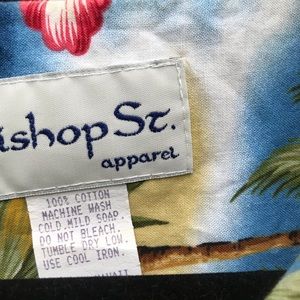 ishop St.
apparel
100% COTTON
MACHINE WASH
COLD,MILD SOAP.
DO NOT BLEACH.
TUMBLE DRY LOW.
USE COOL IRON.